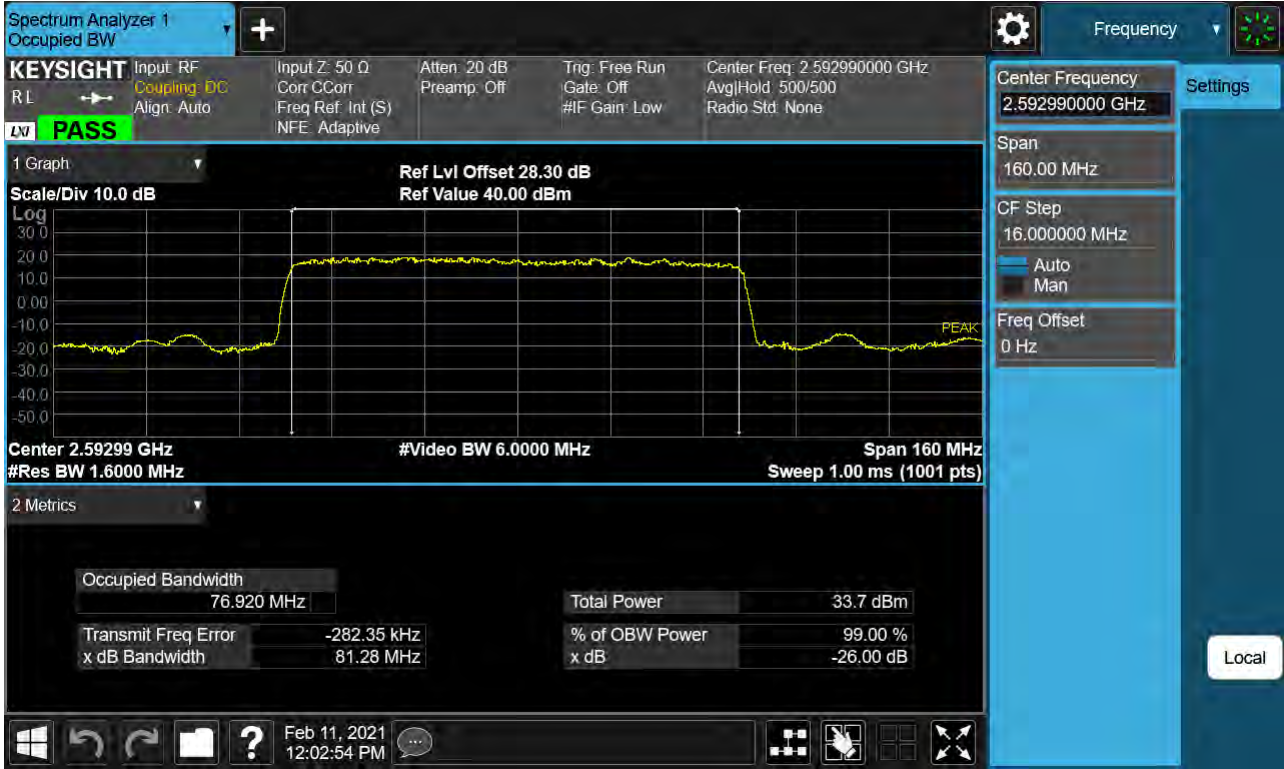 Spectrum Analyzer 1
Occupied BW
Frequency
KEYSIGHT
RL
LXI
PASS
Input: RF
Coupling: DC
Align: Auto
Input Z: 50 Ω
Corr CCorr
Freq Ref: Int (S)
NFE: Adaptive
Atten: 20 dB
Preamp: Off
Trig: Free Run
Gate: Off
#IF Gain: Low
Center Freq: 2.592990000 GHz
Avg|Hold: 500/500
Radio Std: None
1 Graph
Scale/Div 10.0 dB
Ref Lvl Offset 28.30 dB
Ref Value 40.00 dBm
Log
30.0
20.0
10.0
0.00
-10.0
-20.0
-30.0
-40.0
-50.0
PEAK
Center 2.59299 GHz
#Video BW 6.0000 MHz
Span 160 MHz
#Res BW 1.6000 MHz
Sweep 1.00 ms (1001 pts)
2 Metrics
Occupied Bandwidth
76.920 MHz
Total Power 33.7 dBm
Transmit Freq Error -282.35 kHz
% of OBW Power 99.00 %
x dB Bandwidth 81.28 MHz
x dB -26.00 dB
Center Frequency
2.592990000 GHz
Settings
Span
160.00 MHz
CF Step
16.000000 MHz
Auto
Man
Freq Offset
0 Hz
Local
?
Feb 11, 2021
12:02:54 PM